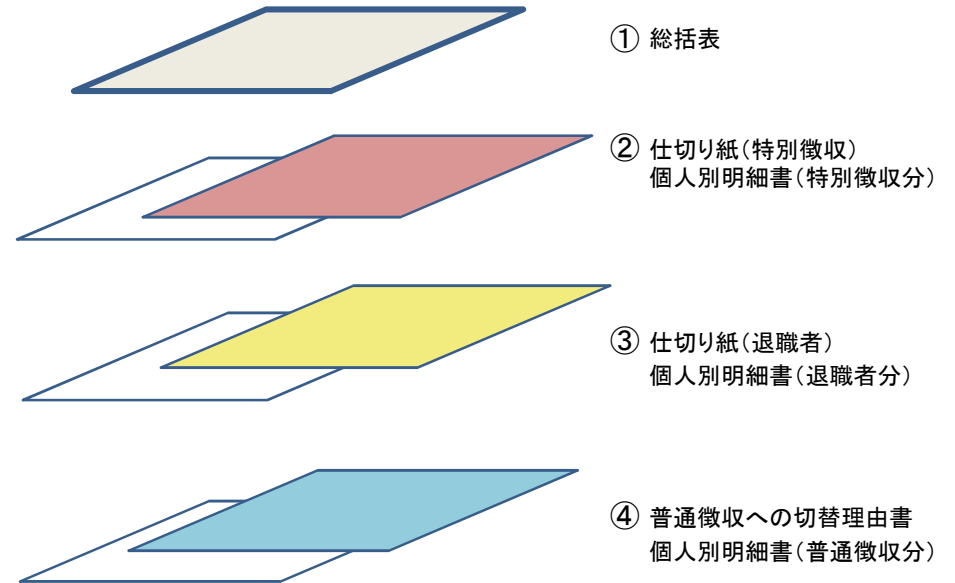 ① 総括表
② 仕切り紙（特別徴収）
個人別明細書（特別徴収分）
③ 仕切り紙（退職者）
個人別明細書（退職者分）
④ 普通徴収への切替理由書
個人別明細書（普通徴収分）